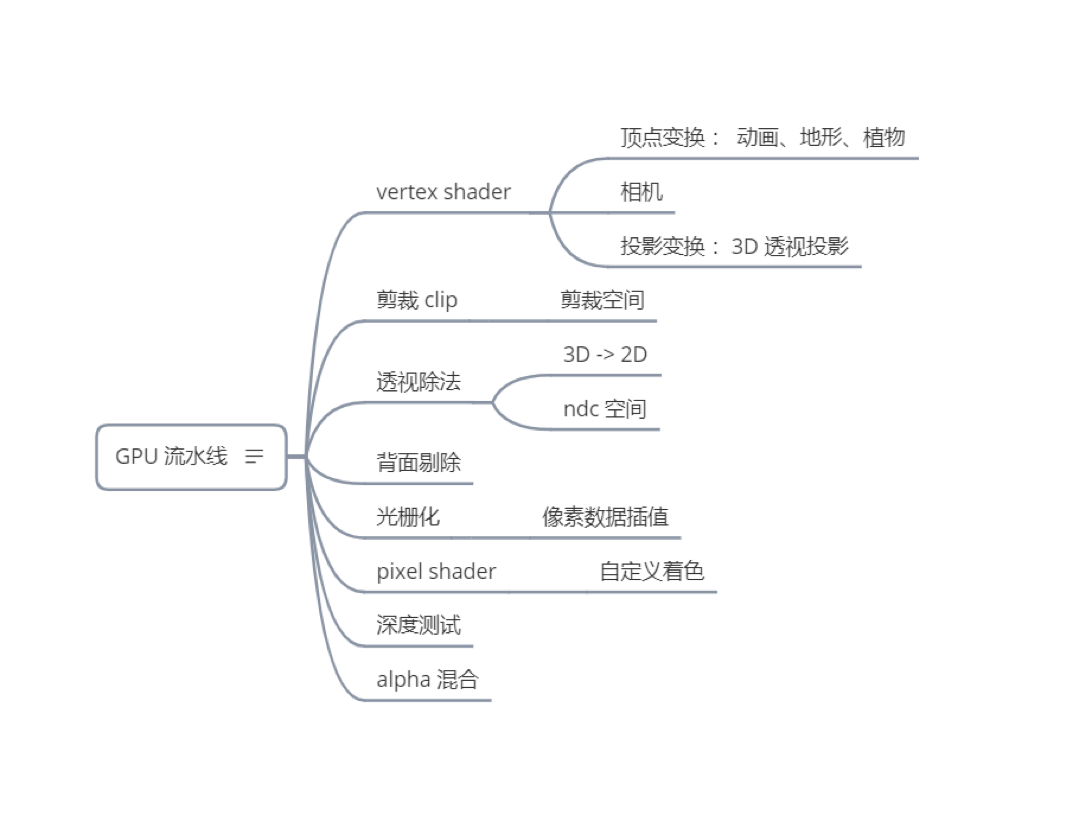 顶点变换： 动画、地形、植物
vertex shader
相机
投影变换：3D 透视投影
剪裁 clip
剪裁空间
3D -> 2D
透视除法
ndc 空间
GPU 流水线
背面剔除
光栅化
像素数据插值
pixel shader
自定义着色
深度测试
alpha 混合